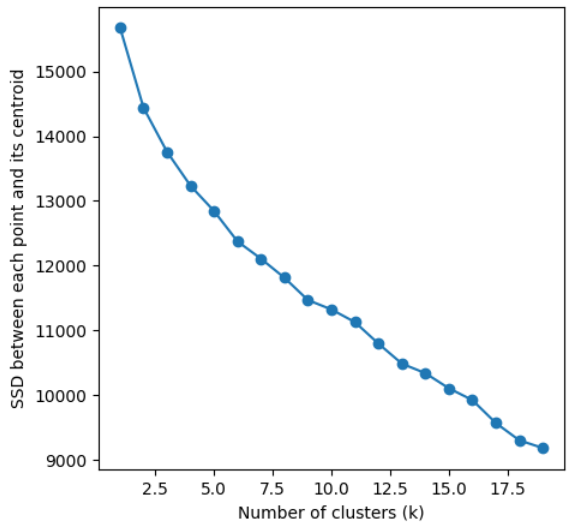 SSD between each point and its centroid
15000
14000
13000
12000
11000
10000
9000
2.5 5.0 7.5 10.0 12.5 15.0 17.5
Number of clusters (k)